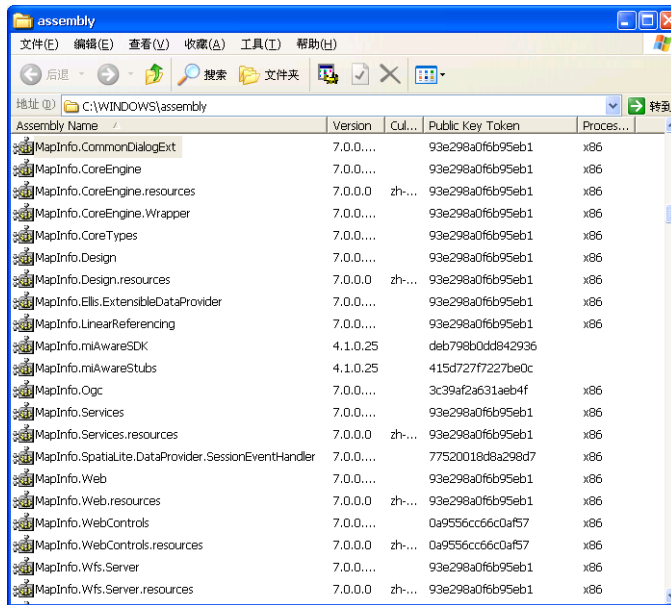 assembly
文件(F) 编辑(E) 查看(V) 收藏(A) 工具(T) 帮助(H)
后退 搜索 文件夹
地址(D) C:\WINDOWS\assembly 转到
Assembly Name Version Cul... Public Key Token Proces...
MapInfo.CommonDialogExt 7.0.0.... 93e298a0f6b95eb1 x86
MapInfo.CoreEngine 7.0.0.... 93e298a0f6b95eb1 x86
MapInfo.CoreEngine.resources 7.0.0.0 zh-... 93e298a0f6b95eb1 x86
MapInfo.CoreEngine.Wrapper 7.0.0.... 93e298a0f6b95eb1 x86
MapInfo.CoreTypes 7.0.0.... 93e298a0f6b95eb1 x86
MapInfo.Design 7.0.0.... 93e298a0f6b95eb1 x86
MapInfo.Design.resources 7.0.0.0 zh-... 93e298a0f6b95eb1 x86
MapInfo.Ellis.ExtensibleDataProvider 7.0.0.... 93e298a0f6b95eb1 x86
MapInfo.LinearReferencing 7.0.0.... 93e298a0f6b95eb1 x86
MapInfo.miAwareSDK 4.1.0.25 deb798b0dd842936
MapInfo.miAwareStubs 4.1.0.25 415d727f7227be0c
MapInfo.Ogc 7.0.0.... 3c39af2a631aeb4f x86
MapInfo.Services 7.0.0.... 93e298a0f6b95eb1 x86
MapInfo.Services.resources 7.0.0.0 zh-... 93e298a0f6b95eb1 x86
MapInfo.SpatiaLite.DataProvider.SessionEventHandler 7.0.0.... 77520018d8a298d7 x86
MapInfo.Web 7.0.0.... 93e298a0f6b95eb1 x86
MapInfo.Web.resources 7.0.0.0 zh-... 93e298a0f6b95eb1 x86
MapInfo.WebControls 7.0.0.... 0a9556cc66c0af57 x86
MapInfo.WebControls.resources 7.0.0.0 zh-... 0a9556cc66c0af57 x86
MapInfo.Wfs.Server 7.0.0.... 93e298a0f6b95eb1 x86
MapInfo.Wfs.Server.resources 7.0.0.0 zh-... 93e298a0f6b95eb1 x86